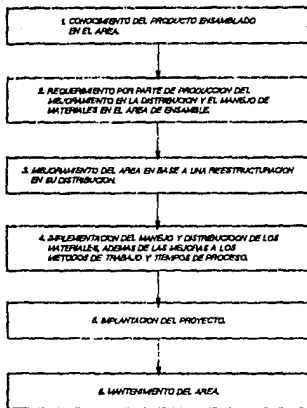 1. CONOCIMIENTO DEL PRODUCTO ENSAMBLADO
EN EL AREA.
2. REQUERIMIENTO POR PARTE DE PRODUCCION DEL
MEJORAMIENTO EN LA DISTRIBUCION Y EL MANEJO DE
MATERIALES EN EL AREA DE ENSAMBLE.
3. MEJORAMIENTO DEL AREA EN BASE A UNA REESTRUCTURACION
EN SU DISTRIBUCION.
4. IMPLEMENTACION DEL MANEJO Y DISTRIBUCION DE LOS
MATERIALES, ADEMAS DE LAS MEJORAS A LOS
METODOS DE TRABAJO Y TIEMPOS DE PROCESO.
5. IMPLANTACION DEL PROYECTO.
6. MANTENIMIENTO DEL AREA.